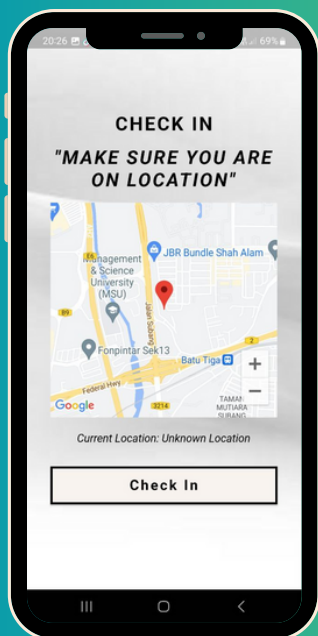 20:26
69%
CHECK IN
"MAKE SURE YOU ARE
ON LOCATION"
E6
JBR Bundle Shah Alam
Management
& Science
University
(MSU)
Jalan Subang
B9
Fonpintar Sek13
2
Batu Tiga
+
Federal Hwy
−
TAMAN
MUTIARA
SUBANG
Google
3214
Current Location: Unknown Location
Check In